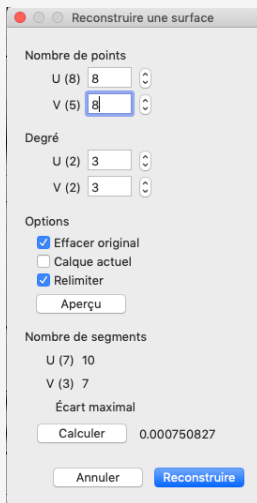 Reconstruire une surface
Nombre de points
U (8) 8
V (5) 8
Degré
U (2) 3
V (2) 3
Options
Effacer original
Calque actuel
Relimiter
Aperçu
Nombre de segments
U (7) 10
V (3) 7
Écart maximal
Calculer 0.000750827
Annuler Reconstruire